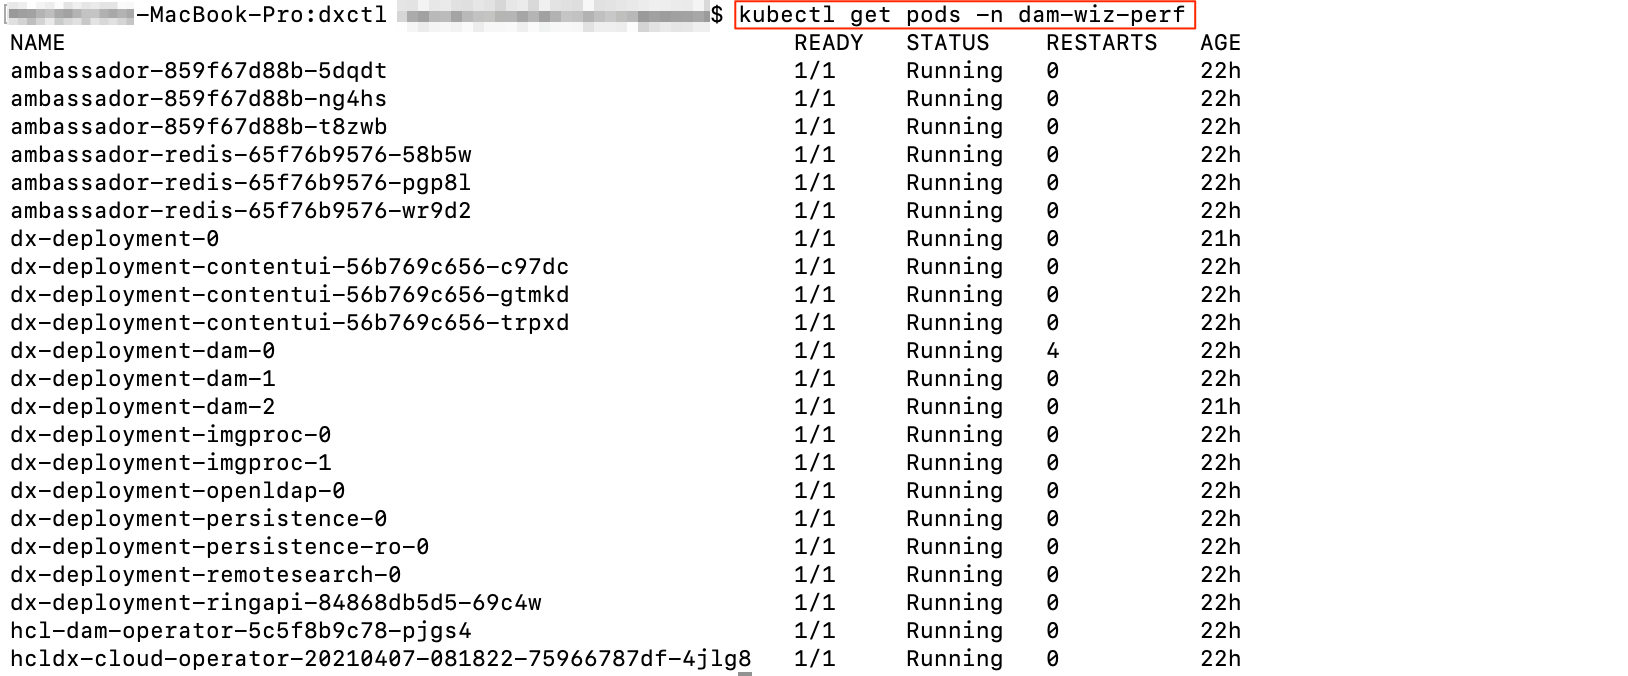 -MacBook-Pro:dxctl $ kubectl get pods -n dam-wiz-perf
NAME READY STATUS RESTARTS AGE
ambassador-859f67d88b-5dqdt 1/1 Running 0 22h
ambassador-859f67d88b-ng4hs 1/1 Running 0 22h
ambassador-859f67d88b-t8zwb 1/1 Running 0 22h
ambassador-redis-65f76b9576-58b5w 1/1 Running 0 22h
ambassador-redis-65f76b9576-pgp8l 1/1 Running 0 22h
ambassador-redis-65f76b9576-wr9d2 1/1 Running 0 22h
dx-deployment-0 1/1 Running 0 21h
dx-deployment-contentui-56b769c656-c97dc 1/1 Running 0 22h
dx-deployment-contentui-56b769c656-gtmkd 1/1 Running 0 22h
dx-deployment-contentui-56b769c656-trpxd 1/1 Running 0 22h
dx-deployment-dam-0 1/1 Running 4 22h
dx-deployment-dam-1 1/1 Running 0 22h
dx-deployment-dam-2 1/1 Running 0 21h
dx-deployment-imgproc-0 1/1 Running 0 22h
dx-deployment-imgproc-1 1/1 Running 0 22h
dx-deployment-openldap-0 1/1 Running 0 22h
dx-deployment-persistence-0 1/1 Running 0 22h
dx-deployment-persistence-ro-0 1/1 Running 0 22h
dx-deployment-remotesearch-0 1/1 Running 0 22h
dx-deployment-ringapi-84868db5d5-69c4w 1/1 Running 0 22h
hcl-dam-operator-5c5f8b9c78-pjgs4 1/1 Running 0 22h
hcldx-cloud-operator-20210407-081822-75966787df-4jlg8 1/1 Running 0 22h